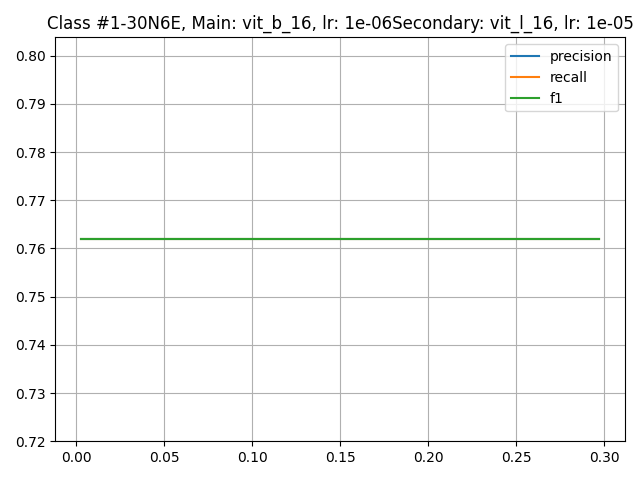 Class #1-30N6E, Main: vit_b_16, lr: 1e-06Secondary: vit_l_16, lr: 1e-05
precision
recall
f1
0.80
0.79
0.78
0.77
0.76
0.75
0.74
0.73
0.72
0.00 0.05 0.10 0.15 0.20 0.25 0.30